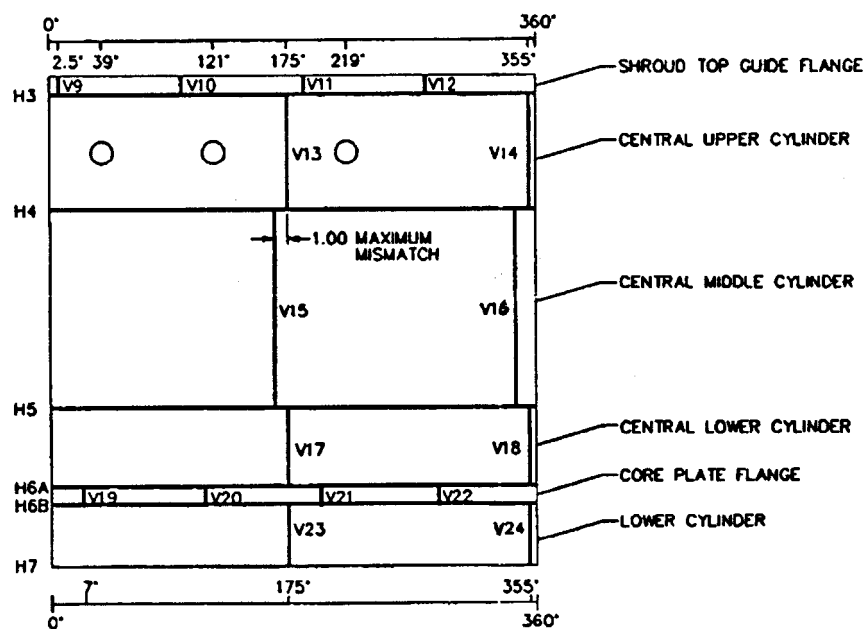 0° 360°
2.5° 39° 121° 175° 219° 355°
SHROUD TOP GUIDE FLANGE
V9 V10 V11 V12
H3
V13 V14 CENTRAL UPPER CYLINDER
H4
1.00 MAXIMUM
MISMATCH
CENTRAL MIDDLE CYLINDER
V15 V16
H5
CENTRAL LOWER CYLINDER
V17 V18
CORE PLATE FLANGE
H6A
V19 V20 V21 V22
H6B
V23 V24 LOWER CYLINDER
H7
7° 175° 355°
0° 360°